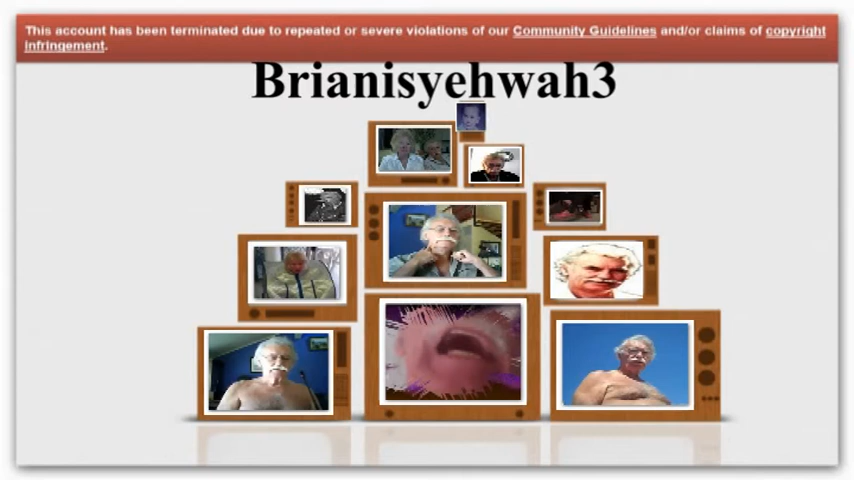 This account has been terminated due to repeated or severe violations of our Community Guidelines and/or claims of copyright
infringement.
Brianisyehwah3